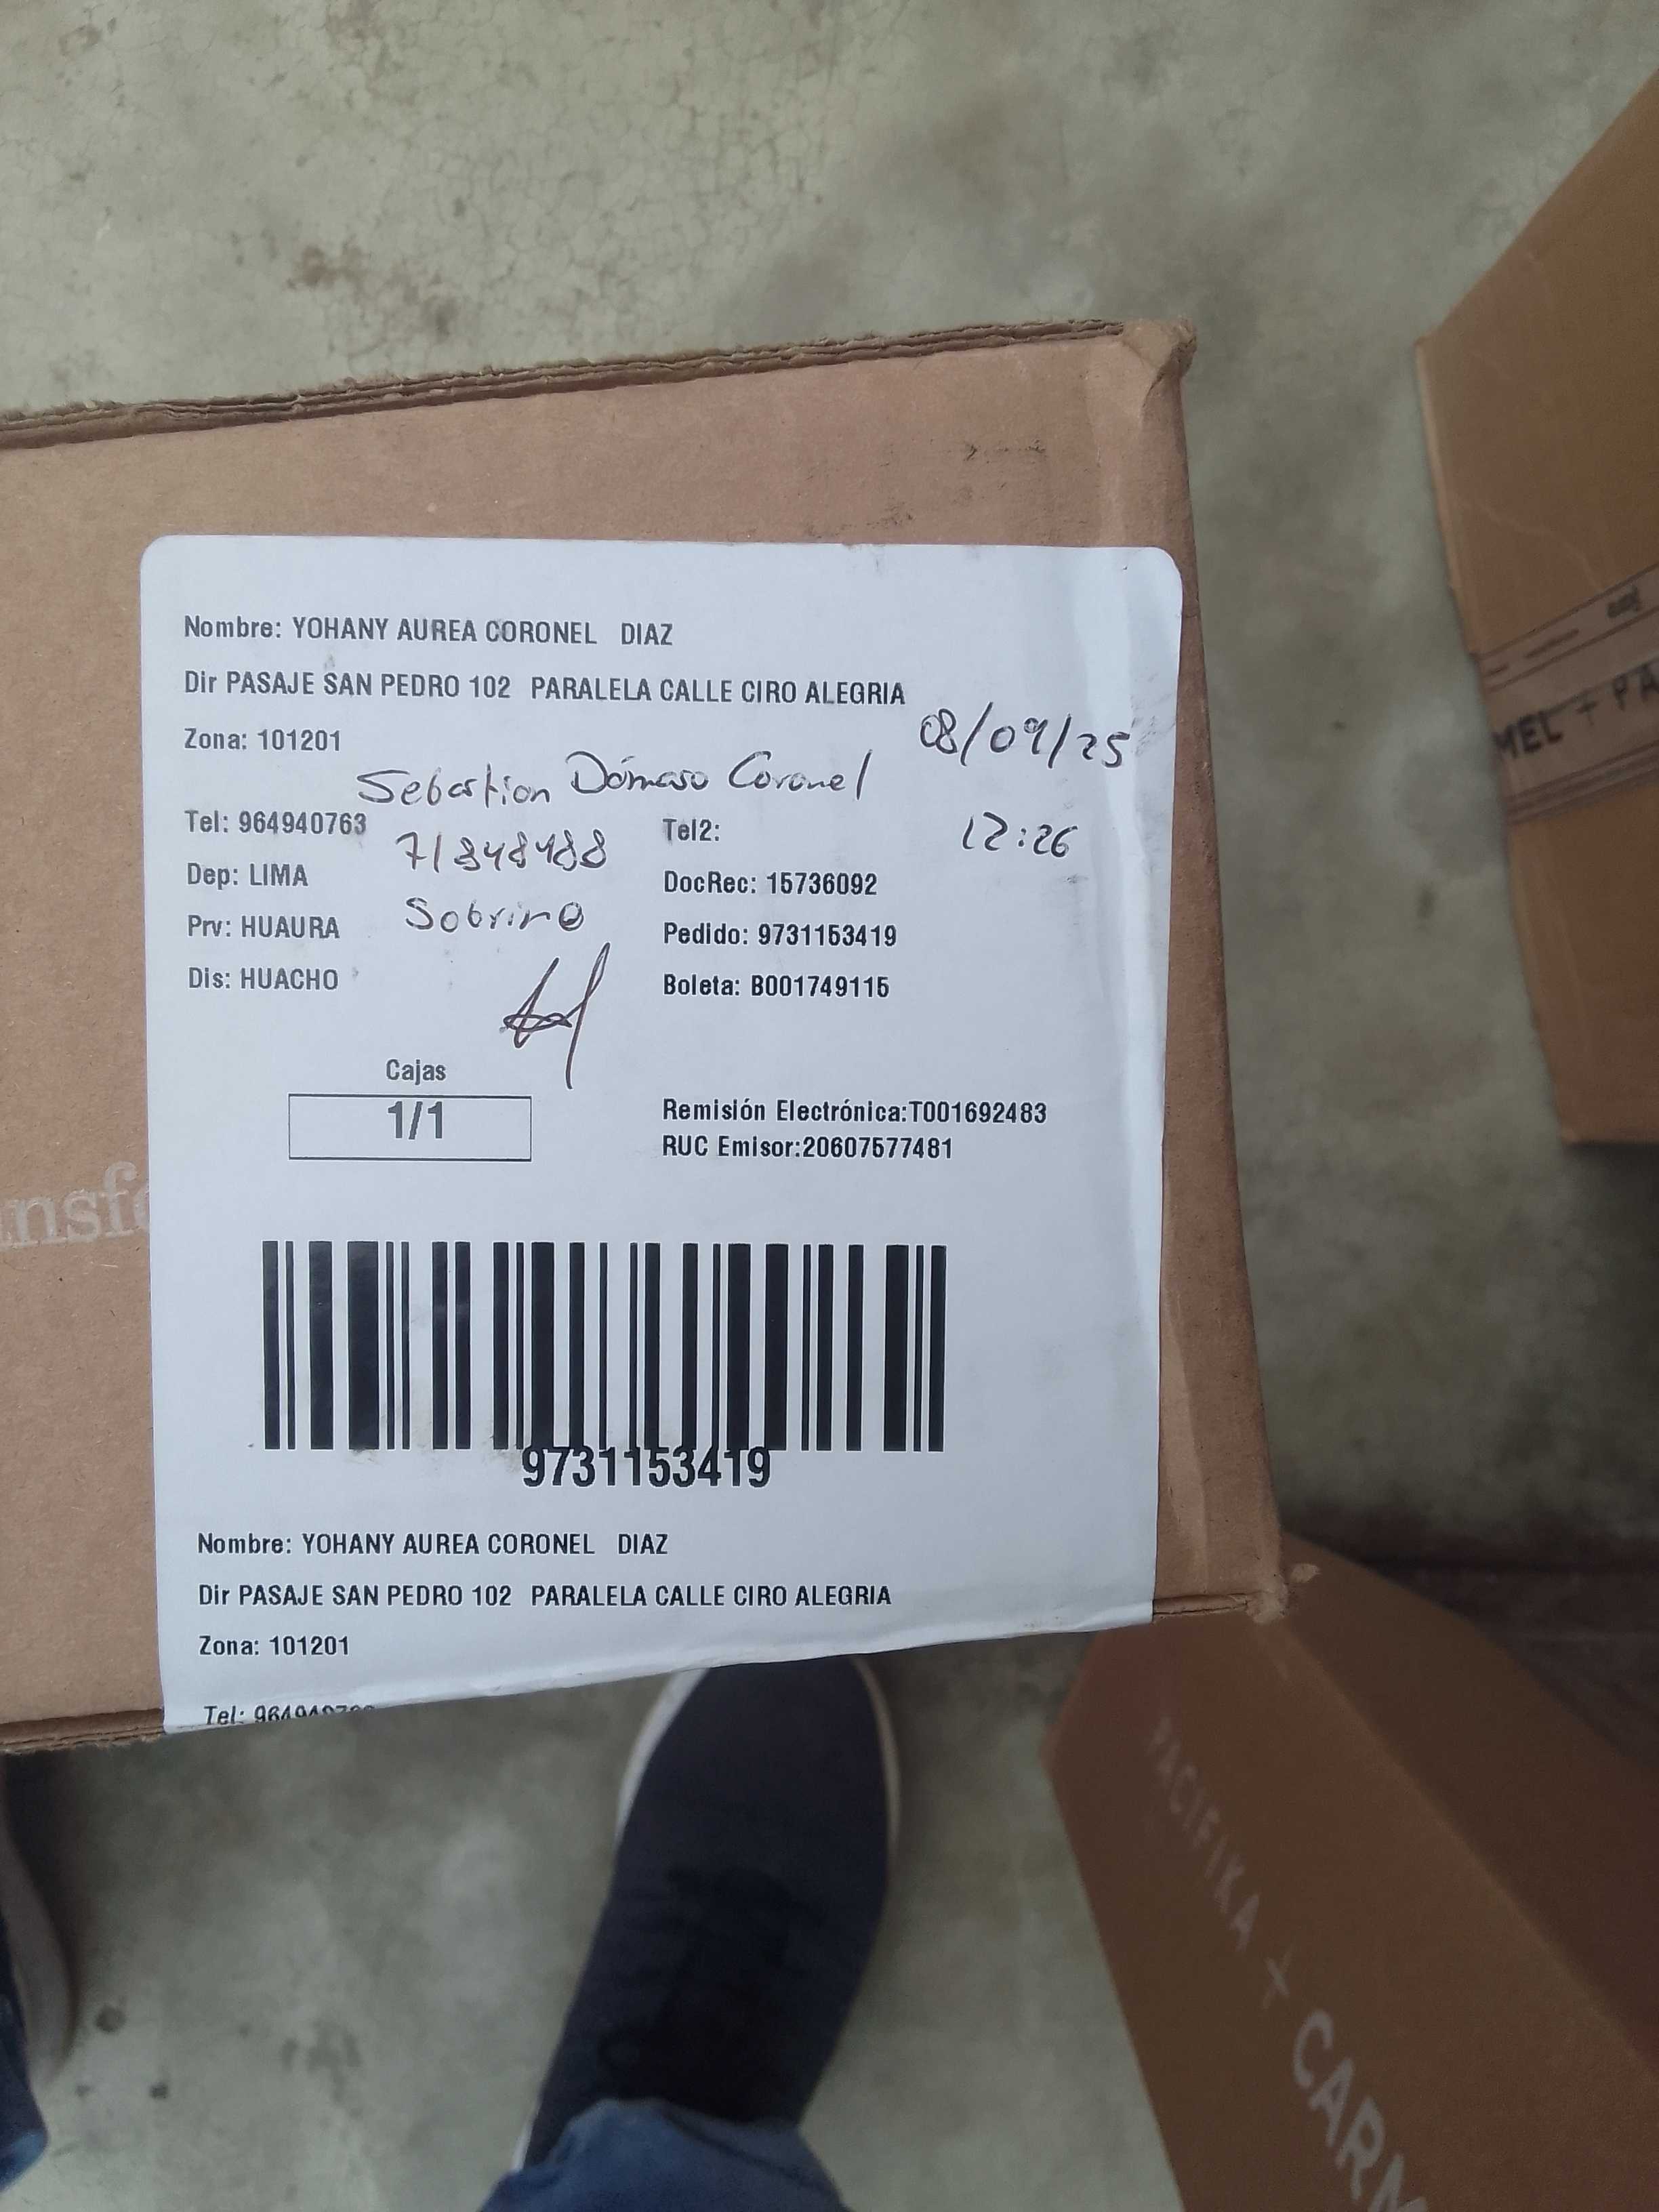 Nombre: YOHANY AUREA CORONEL DIAZ
Dir PASAJE SAN PEDRO 102 PARALELA CALLE CIRO ALEGRIA
08/09/25
Zona: 101201
Sebastian Dámaso Coronel
Tel: 964940763
Tel2:
12:26
71848488
Dep: LIMA
DocRec: 15736092
Prv: HUAURA
Sobrino
Pedido: 9731153419
Dis: HUACHO
Boleta: B001749115
Cajas
1/1
Remisión Electrónica:T001692483
RUC Emisor:20607577481
9731153419
Nombre: YOHANY AUREA CORONEL DIAZ
Dir PASAJE SAN PEDRO 102 PARALELA CALLE CIRO ALEGRIA
Zona: 101201
Tel:
nsf
MEL + PA
PACIFIKA + CARM